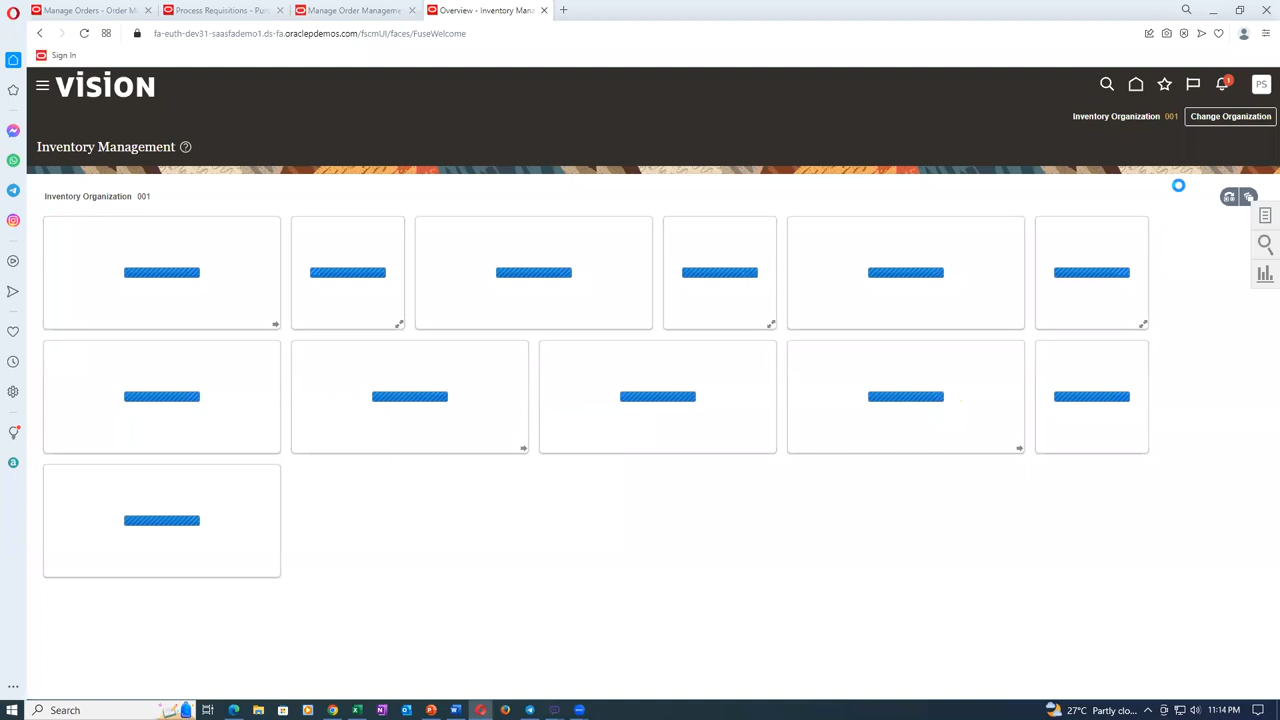 Manage Orders - Order M
Process Requisitions - Pur
Manage Order Manageme
Overview - Inventory Mana
fa-euth-dev31-saasfademo1.ds-fa.oraclepdemos.com/fscmUI/faces/FuseWelcome
Sign In
VISION
1
PS
Inventory Organization 001
Change Organization
Inventory Management
Inventory Organization 001
Search
27°C Partly clo...
11:14 PM